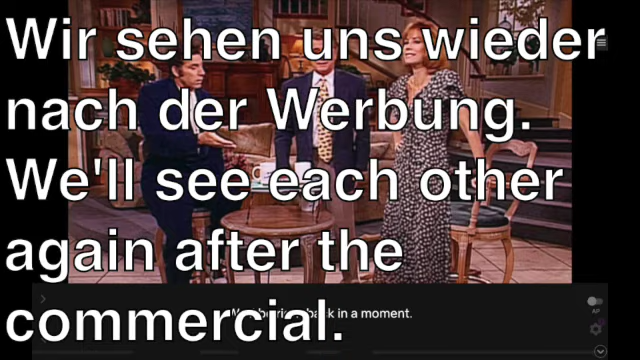 Wir sehen uns wieder
nach der Werbung.
We'll see each other
again after the
commercial.
back in a moment.
AP